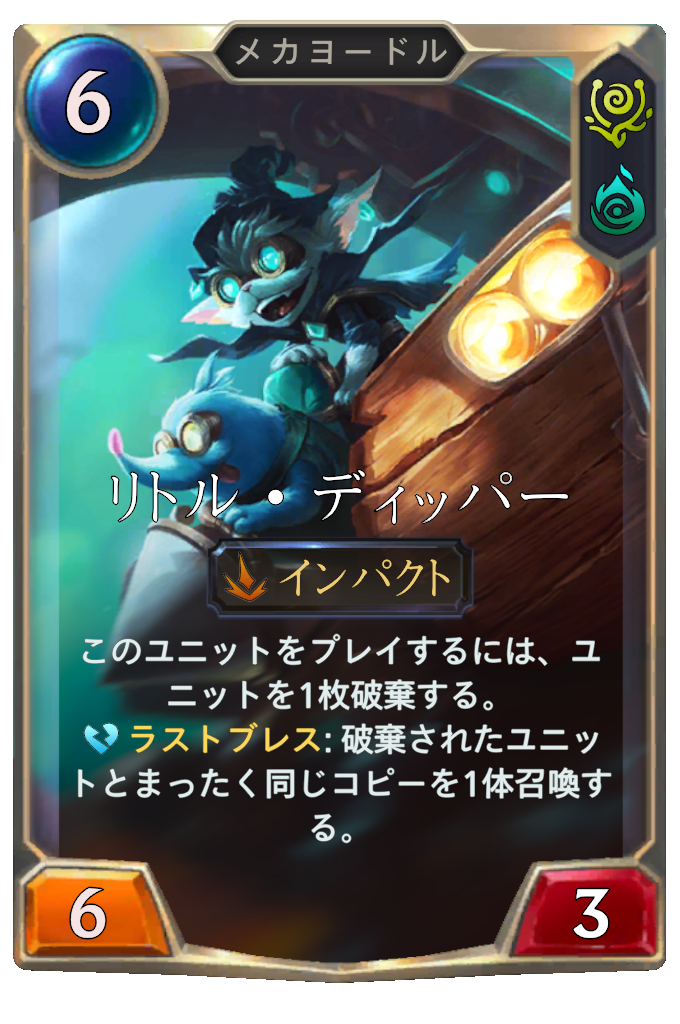 6
メカヨードル
リトル・ディッパー
インパクト
このユニットをプレイするには、ユ
ニットを1枚破棄する。
ラストブレス: 破棄されたユニッ
トとまったく同じコピーを1体召喚す
る。
6
3